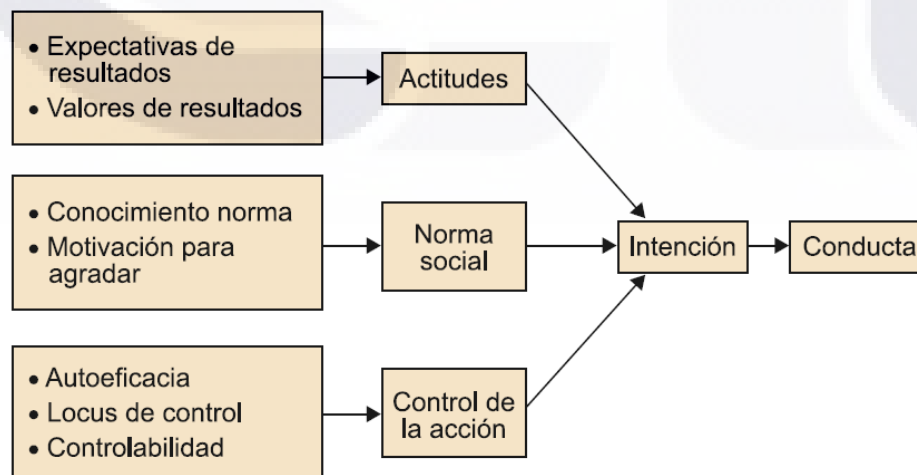 • Expectativas de
resultados
• Valores de resultados
Actitudes
• Conocimiento norma
• Motivación para
agradar
Norma
social
Intención
Conducta
• Autoeficacia
• Locus de control
• Controlabilidad
Control de
la acción